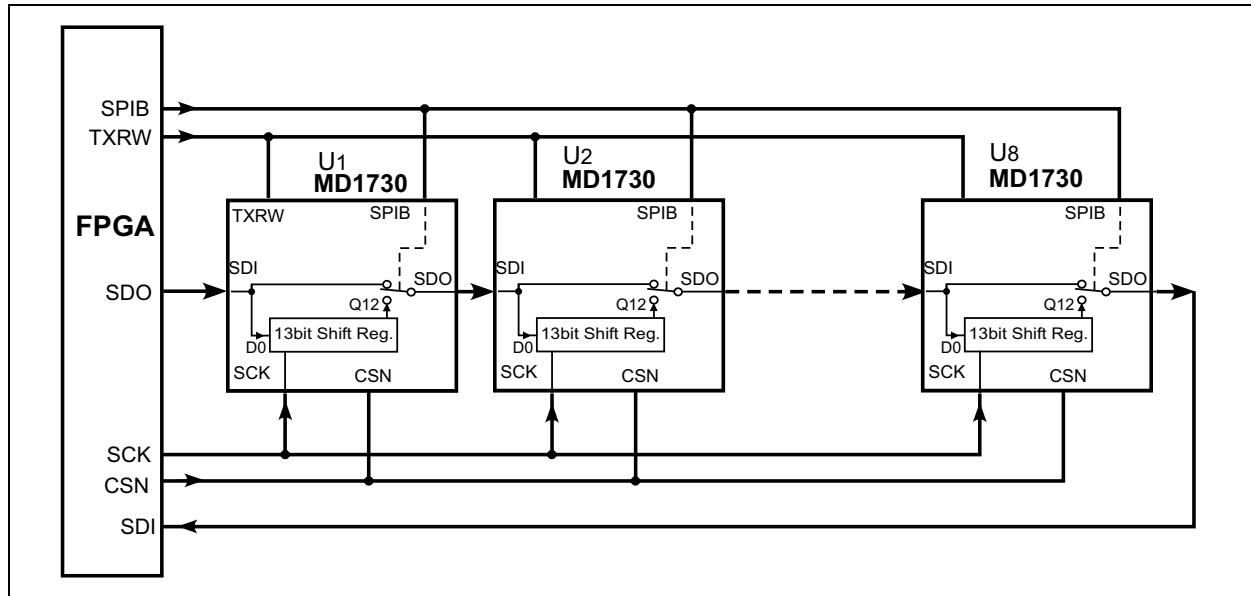 FPGA
SPIB
TXRW
SDO
SCK
CSN
SDI
U1
MD1730
TXRW
SPIB
SDI
SDO
Q12
13bit Shift Reg.
D0
SCK
CSN
U2
MD1730
SPIB
SDI
SDO
Q12
13bit Shift Reg.
D0
SCK
CSN
U8
MD1730
SPIB
SDI
SDO
Q12
13bit Shift Reg.
D0
SCK
CSN